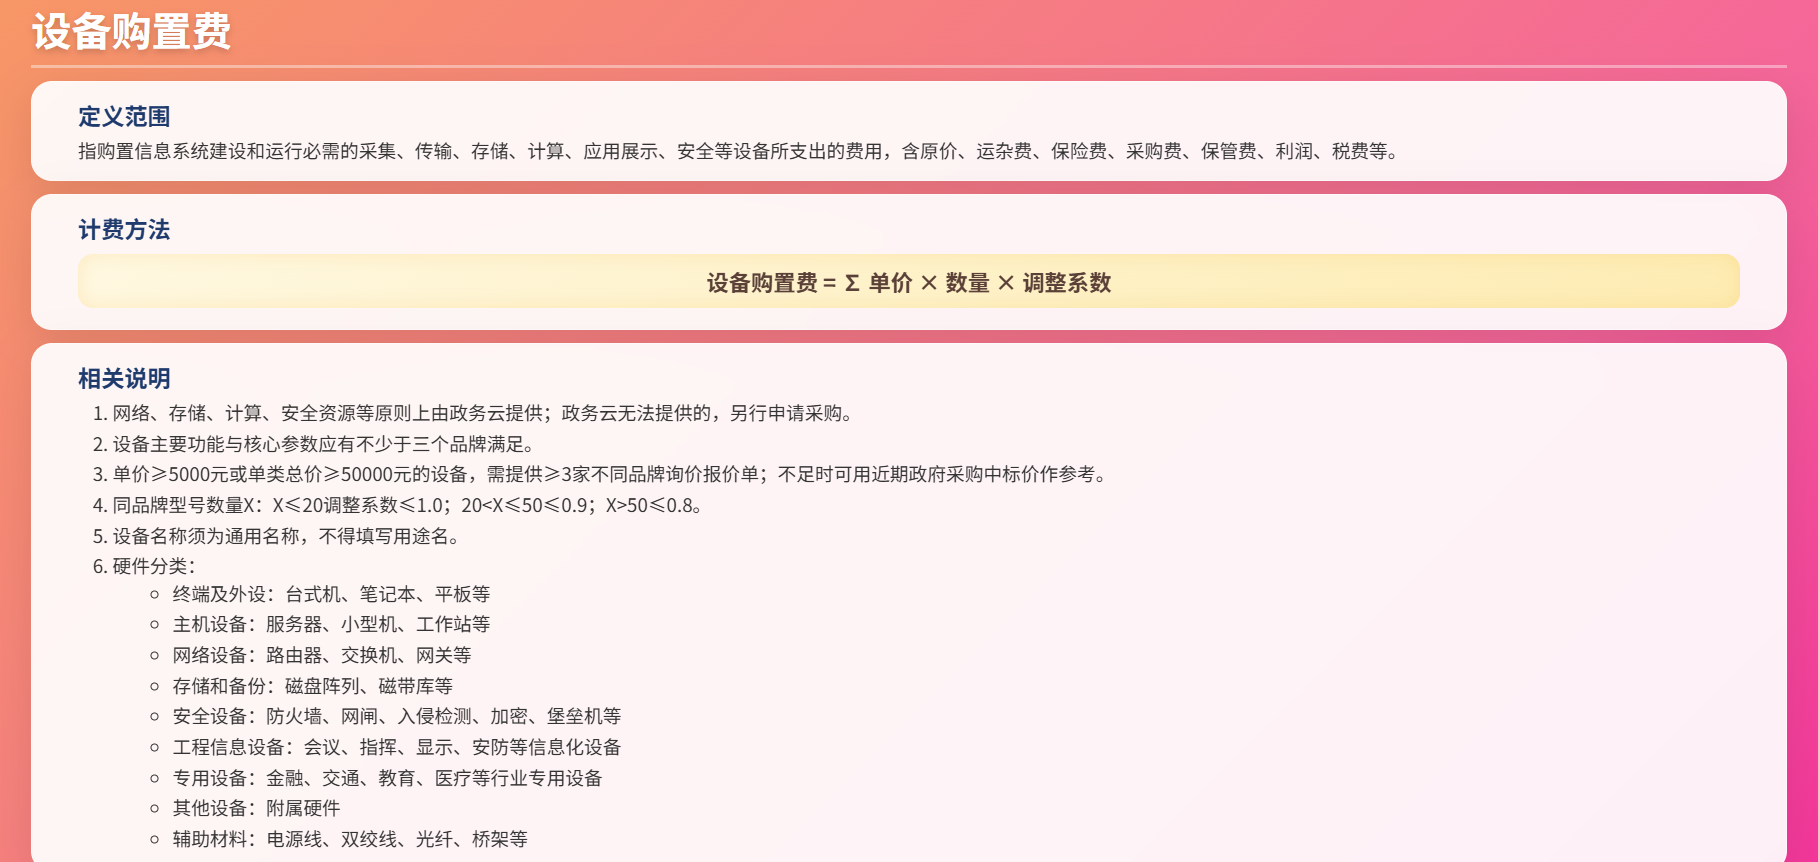 设备购置费
定义范围
指购置信息系统建设和运行必需的采集、传输、存储、计算、应用展示、安全等设备所支出的费用，含原价、运杂费、保险费、采购费、保管费、利润、税费等。
计费方法
设备购置费 = Σ 单价 × 数量 × 调整系数
相关说明
1. 网络、存储、计算、安全资源等原则上由政务云提供；政务云无法提供的，另行申请采购。
2. 设备主要功能与核心参数应有不少于三个品牌满足。
3. 单价≥5000元或单类总价≥50000元的设备，需提供≥3家不同品牌询价报价单；不足时可用近期政府采购中标价作参考。
4. 同品牌型号数量X：X≤20调整系数≤1.0；20<X≤50≤0.9；X>50≤0.8。
5. 设备名称须为通用名称，不得填写用途名。
6. 硬件分类：
○ 终端及外设：台式机、笔记本、平板等
○ 主机设备：服务器、小型机、工作站等
○ 网络设备：路由器、交换机、网关等
○ 存储和备份：磁盘阵列、磁带库等
○ 安全设备：防火墙、网闸、入侵检测、加密、堡垒机等
○ 工程信息设备：会议、指挥、显示、安防等信息化设备
○ 专用设备：金融、交通、教育、医疗等行业专用设备
○ 其他设备：附属硬件
○ 辅助材料：电源线、双绞线、光纤、桥架等